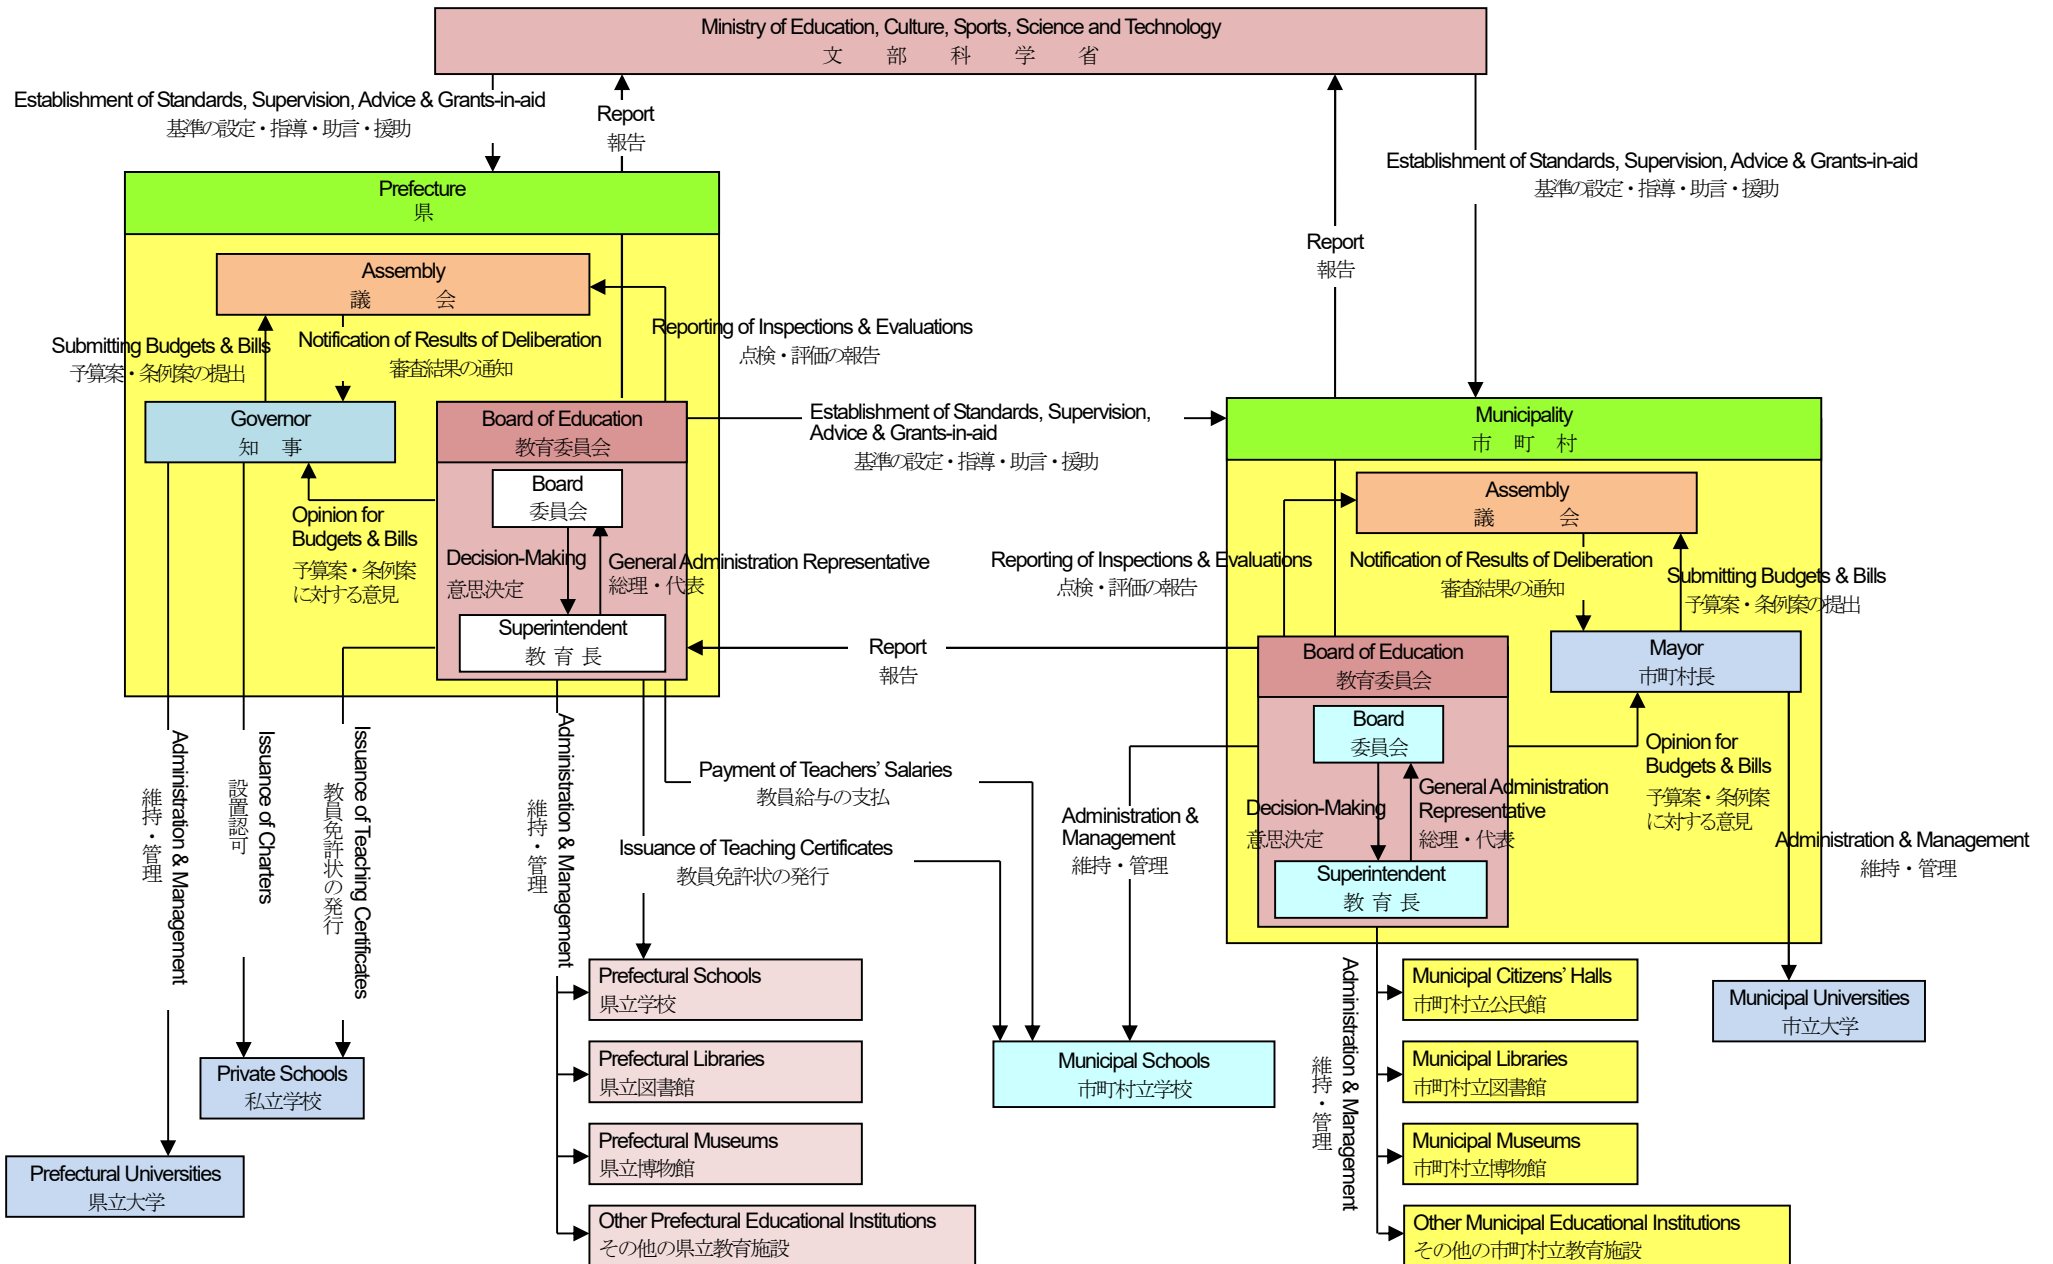 Ministry of Education, Culture, Sports, Science and Technology
文 部 科 学 省
Establishment of Standards, Supervision, Advice & Grants-in-aid
基準の設定・指導・助言・援助
Report
報告
Establishment of Standards, Supervision, Advice & Grants-in-aid
基準の設定・指導・助言・援助
Report
報告
Prefecture
県
Assembly
議 会
Submitting Budgets & Bills
予算案・条例案の提出
Notification of Results of Deliberation
審査結果の通知
Reporting of Inspections & Evaluations
点検・評価の報告
Governor
知 事
Board of Education
教育委員会
Board
委員会
Opinion for
Budgets & Bills
予算案・条例案
に対する意見
Decision-Making
意思決定
General Administration Representative
総理・代表
Superintendent
教 育 長
Establishment of Standards, Supervision,
Advice & Grants-in-aid
基準の設定・指導・助言・援助
Report
報告
Municipality
市 町 村
Assembly
議 会
Reporting of Inspections & Evaluations
点検・評価の報告
Notification of Results of Deliberation
審査結果の通知
Submitting Budgets & Bills
予算案・条例案の提出
Board of Education
教育委員会
Mayor
市町村長
Board
委員会
Decision-Making
意思決定
General Administration
Representative
総理・代表
Superintendent
教 育 長
Opinion for
Budgets & Bills
予算案・条例案
に対する意見
Administration & Management
維持・管理
Administration & Management
維持・管理
Issuance of Charters
設置認可
Issuance of Teaching Certificates
教員免許状の発行
Administration & Management
維持・管理
Payment of Teachers’ Salaries
教員給与の支払
Issuance of Teaching Certificates
教員免許状の発行
Administration &
Management
維持・管理
Administration & Management
維持・管理
Prefectural Schools
県立学校
Prefectural Libraries
県立図書館
Prefectural Museums
県立博物館
Other Prefectural Educational Institutions
その他の県立教育施設
Private Schools
私立学校
Prefectural Universities
県立大学
Municipal Schools
市町村立学校
Municipal Citizens’ Halls
市町村立公民館
Municipal Libraries
市町村立図書館
Municipal Museums
市町村立博物館
Other Municipal Educational Institutions
その他の市町村立教育施設
Municipal Universities
市立大学